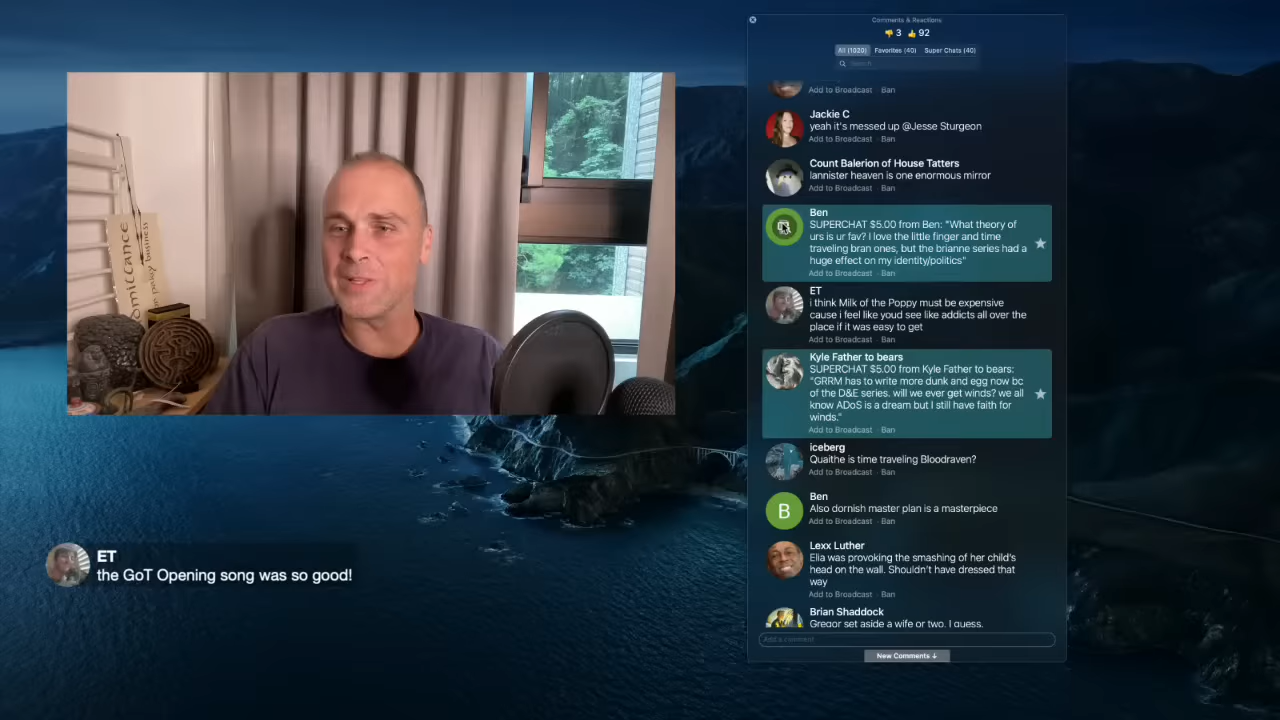 Comments & Reactions
👎 3 👍 92
All (1020) Favorites (40) Super Chats (40)
Search
Add to Broadcast · Ban
Jackie C
yeah it's messed up @Jesse Sturgeon
Add to Broadcast · Ban
Count Balerion of House Tatters
lannister heaven is one enormous mirror
Add to Broadcast · Ban
Ben
SUPERCHAT $5.00 from Ben: "What theory of
urs is ur fav? I love the little finger and time
traveling bran ones, but the brianne series had a
huge effect on my identity/politics"
Add to Broadcast · Ban
ET
i think Milk of the Poppy must be expensive
cause i feel like youd see like addicts all over the
place if it was easy to get
Add to Broadcast · Ban
Kyle Father to bears
SUPERCHAT $5.00 from Kyle Father to bears:
"GRRM has to write more dunk and egg now bc
of the D&E series. will we ever get winds? we all
know ADoS is a dream but I still have faith for
winds."
Add to Broadcast · Ban
iceberg
Quaithe is time traveling Bloodraven?
Add to Broadcast · Ban
B
Ben
Also dornish master plan is a masterpiece
Add to Broadcast · Ban
Lexx Luther
Elia was provoking the smashing of her child's
head on the wall. Shouldn't have dressed that
way
Add to Broadcast · Ban
Brian Shaddock
Gregor set aside a wife or two, I guess.
Add a comment
New Comments ↓
ET
the GoT Opening song was so good!